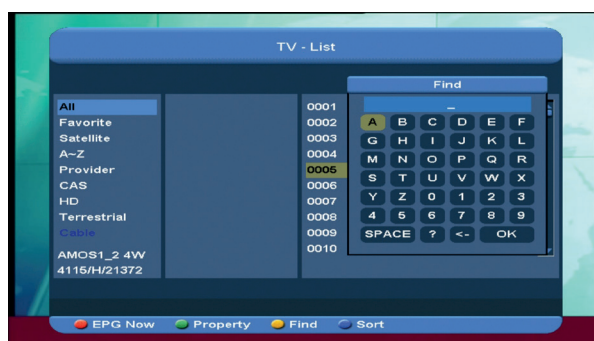 TV - List
Find
_
All
Favorite
Satellite
A~Z
Provider
CAS
HD
Terrestrial
Cable
AMOS1_2 4W
4115/H/21372
0001
0002
0003
0004
0005
0006
0007
0008
0009
0010
A B C D E F
G H I J K L
M N O P Q R
S T U V W X
Y Z 0 1 2 3
4 5 6 7 8 9
SPACE ? <- OK
EPG Now Property Find Sort